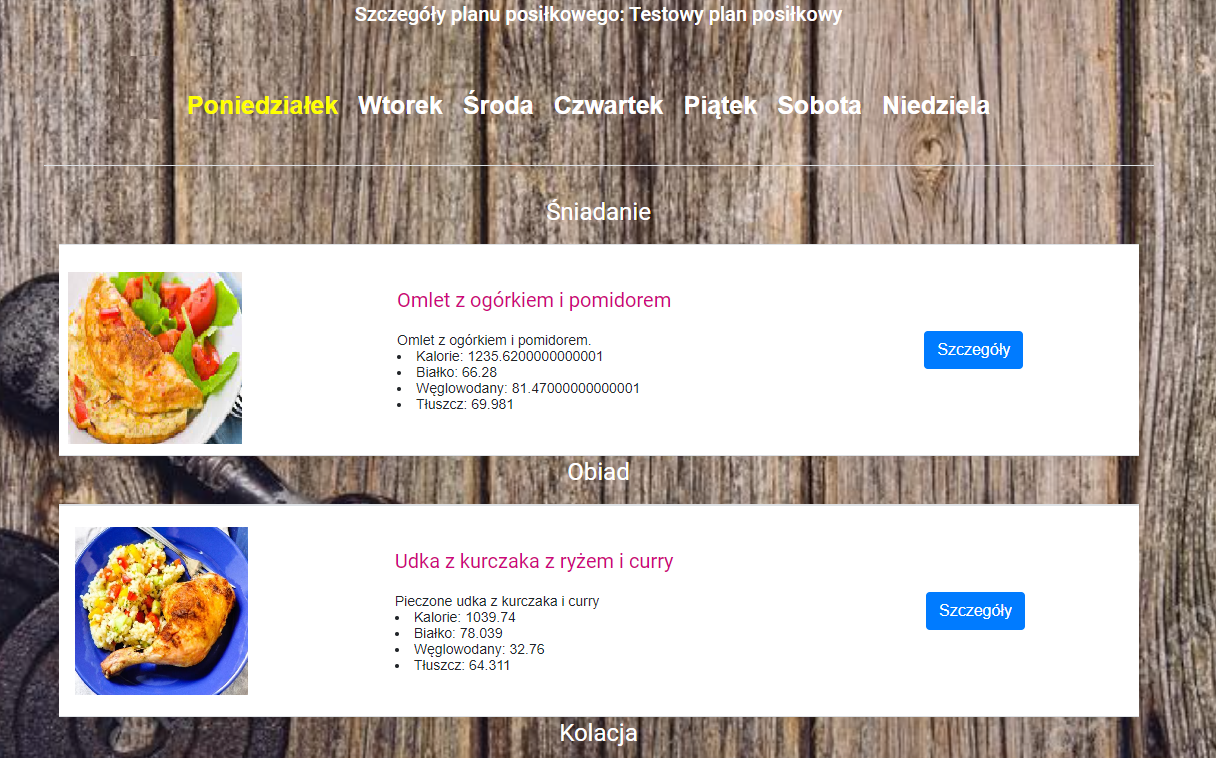 Szczegóły planu posiłkowego: Testowy plan posiłkowy
Poniedziałek Wtorek Środa Czwartek Piątek Sobota Niedziela
Śniadanie
Omlet z ogórkiem i pomidorem
Omlet z ogórkiem i pomidorem.
• Kalorie: 1235.6200000000001
• Białko: 66.28
• Węglowodany: 81.47000000000001
• Tłuszcz: 69.981
Szczegóły
Obiad
Udka z kurczaka z ryżem i curry
Pieczone udka z kurczaka i curry
• Kalorie: 1039.74
• Białko: 78.039
• Węglowodany: 32.76
• Tłuszcz: 64.311
Szczegóły
Kolacja